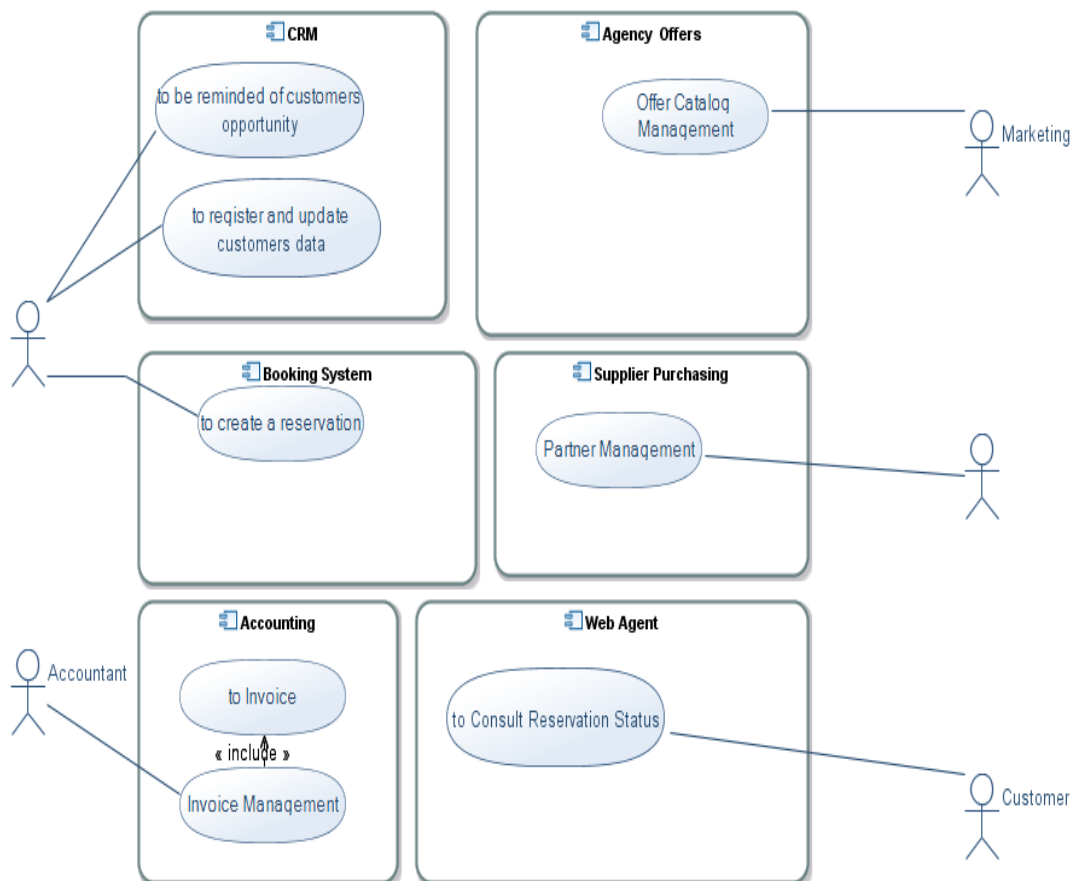 CRM
to be reminded of customers
opportunity
to register and update
customers data
Agency Offers
Offer Catalog
Management
Marketing
Booking System
to create a reservation
Supplier Purchasing
Partner Management
Accounting
Accountant
to Invoice
« include »
Invoice Management
Web Agent
to Consult Reservation Status
Customer